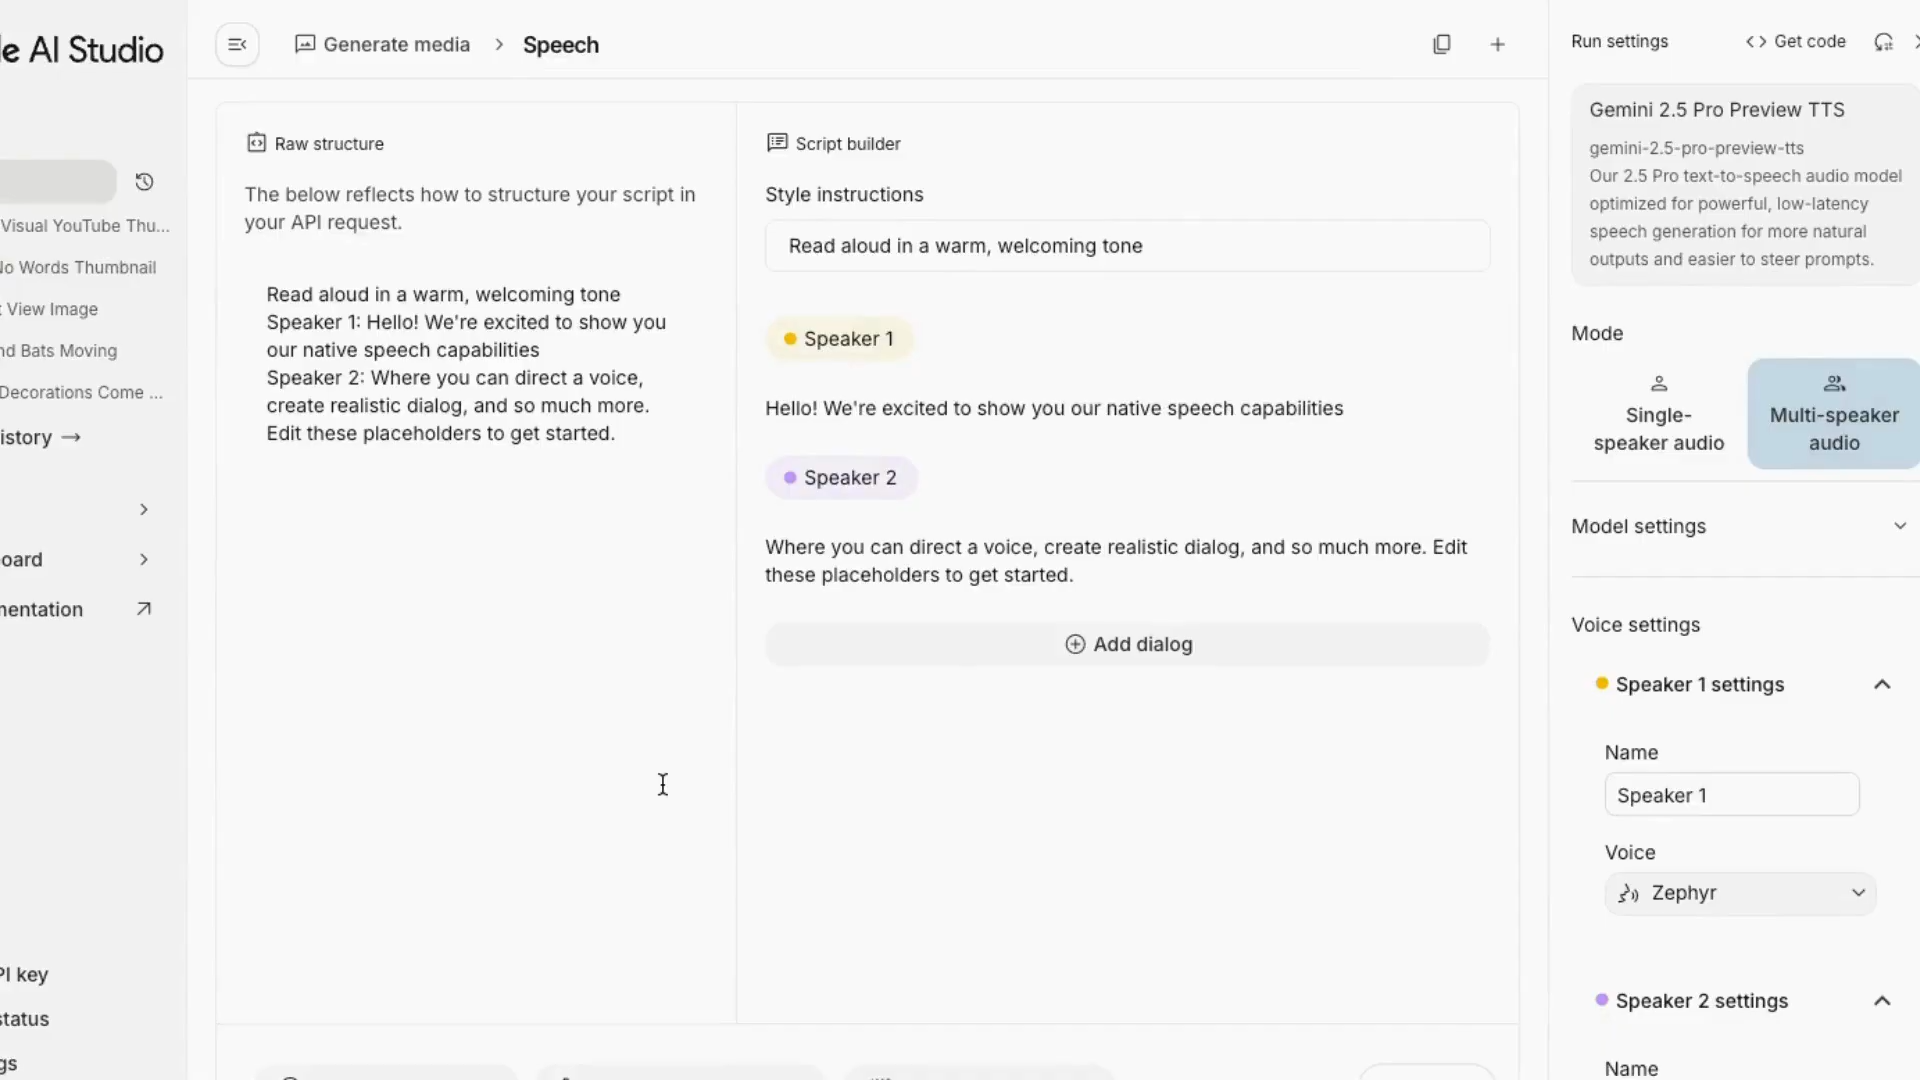 le AI Studio
Visual YouTube Thu...
No Words Thumbnail
View Image
nd Bats Moving
Decorations Come ...
istory →
oard
mentation
PI key
status
gs
Generate media > Speech
Raw structure
The below reflects how to structure your script in
your API request.
Read aloud in a warm, welcoming tone
Speaker 1: Hello! We're excited to show you
our native speech capabilities
Speaker 2: Where you can direct a voice,
create realistic dialog, and so much more.
Edit these placeholders to get started.
Script builder
Style instructions
Read aloud in a warm, welcoming tone
Speaker 1
Hello! We're excited to show you our native speech capabilities
Speaker 2
Where you can direct a voice, create realistic dialog, and so much more. Edit
these placeholders to get started.
Add dialog
Run settings
<> Get code
Gemini 2.5 Pro Preview TTS
gemini-2.5-pro-preview-tts
Our 2.5 Pro text-to-speech audio model
optimized for powerful, low-latency
speech generation for more natural
outputs and easier to steer prompts.
Mode
Single-
speaker audio
Multi-speaker
audio
Model settings
Voice settings
Speaker 1 settings
Name
Speaker 1
Voice
Zephyr
Speaker 2 settings
Name